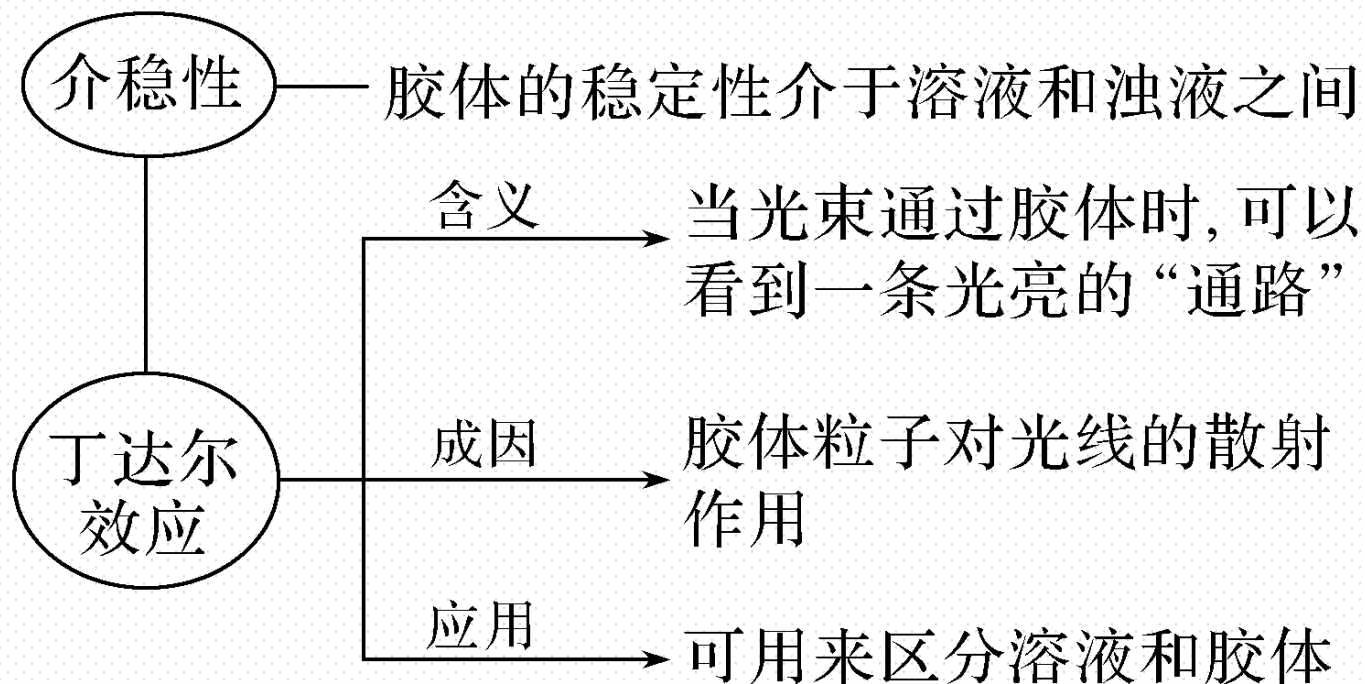 介稳性
胶体的稳定性介于溶液和浊液之间
含义
当光束通过胶体时,可以
看到一条光亮的“通路”
丁达尔
效应
成因
胶体粒子对光线的散射
作用
应用
可用来区分溶液和胶体